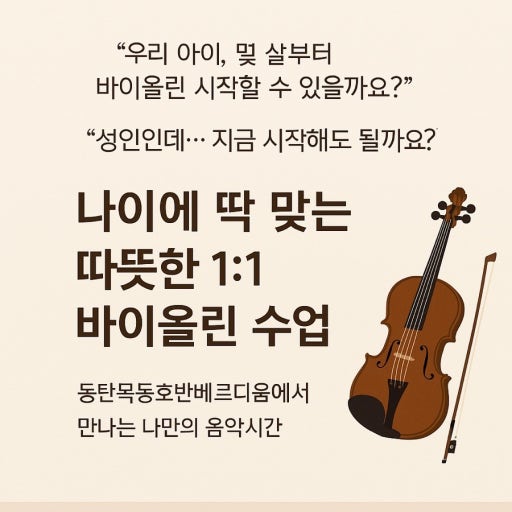 “우리 아이, 몇 살부터
바이올린 시작할 수 있을까요?”
“성인인데… 지금 시작해도 될까요?
나이에 딱 맞는
따뜻한 1:1
바이올린 수업
동탄목동호반베르디움에서
만나는 나만의 음악시간